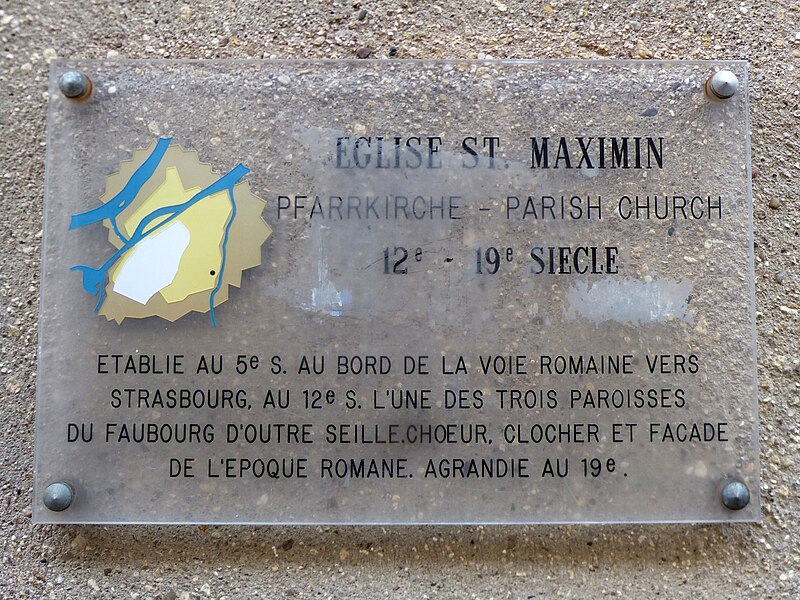 EGLISE ST. MAXIMIN
PFARRKIRCHE - PARISH CHURCH
12e - 19e SIECLE
ETABLIE AU 5e S. AU BORD DE LA VOIE ROMAINE VERS
STRASBOURG, AU 12e S. L'UNE DES TROIS PAROISSES
DU FAUBOURG D'OUTRE SEILLE.CHOEUR, CLOCHER ET FACADE
DE L'EPOQUE ROMANE. AGRANDIE AU 19e.